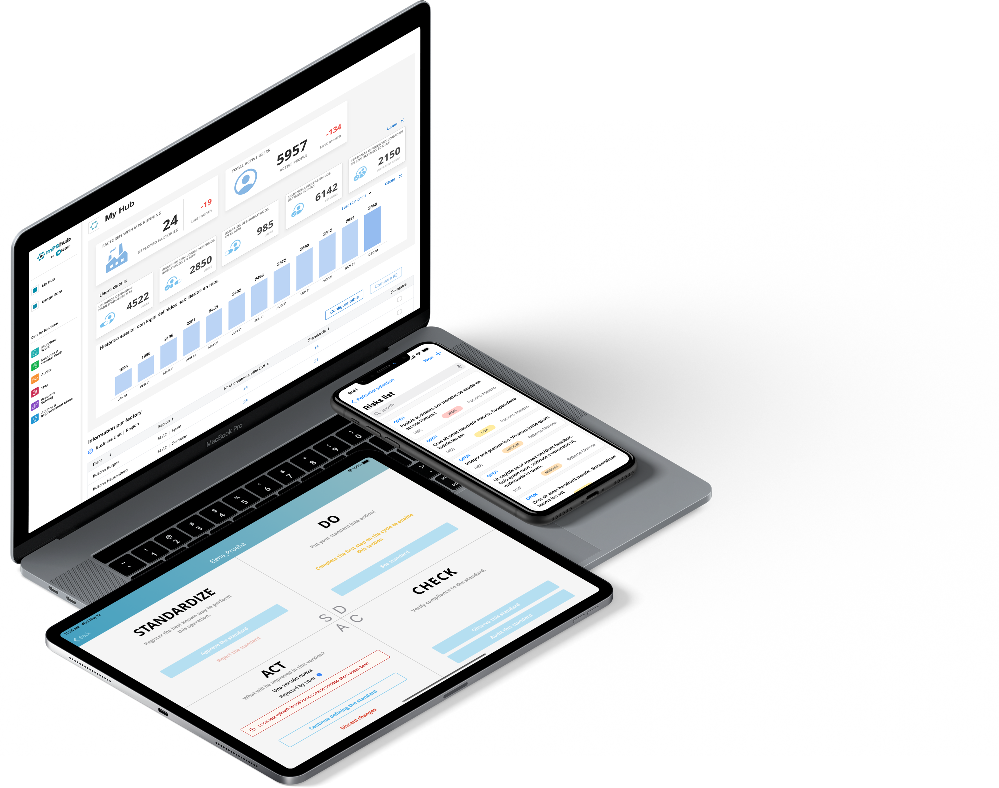 mPShub
by mlean
My Hub
Usage Data
Data by Solutions
Standard
Work
Routines &
Gemba Walk
Audits
TPM
Problem
Solving
Actions &
Improvement Ideas
My Hub
FACTORIES WITH MPS RUNNING
24
DEPLOYED FACTORIES
-19
Last month
TOTAL ACTIVE USERS
5957
ACTIVE PEOPLE
-134
Last month
Close X
Users details
USUARIOS DEFINIDOS
HABILITADOS EN MPS
4522
USERS
USUARIOS CON LOGIN DEFINIDOS
HABILITADOS EN MPS
2850
USERS
USUARIOS DESHABILITADOS
EN EL MPS
985
USERS
SESIONES ABIERTAS EN LOS
ÚLTIMOS 30 DÍAS
6142
SESSIONS
PERSONAS DIFERENTES LOGADOS
EN LOS ÚLTIMOS 30 DÍAS
2150
DIFFERENT USERS
Close X
Histórico suarios con login definidos habilitados en mps
Last 12 months
1994
1985
2199
2381
2385
2402
2498
2572
2680
2812
2821
2850
JAN 21
FEB 21
MAR 21
APR 21
MAY 21
JUN 21
JUL 21
AUG 21
SEP 21
OCT 21
NOV 21
DEC 21
Information per factory
Business Unit | Region
Configure table
Compare (0)
Plant
Region
Nº of created audits SW
Standards
Compare
Edscha Burgos
SLA2 | Spain
48
15
Edscha Hauzenberg
SLA2 | Germany
28
21
MacBook Pro
~ `
! 1
@ 2
# 3
$ 4
% 5
^ 6
& 7
* 8
( 9
) 0
alt
9:41
Perimeter selection
New +
Risks list
Search
OPEN
Posible accidente por mancha de aceite en
acceso Pintura I
HSE
HIGH
Roberto Moreno
OPEN
Cras sit amet hendrerit mauris. Suspendisse
lacinia leo est
HSE
LOW
Roberto Moreno
OPEN
Integer sed pretium leo. Vivamus justo quam
HSE
MEDIUM
Roberto Moreno
OPEN
Ut sagittis ex et massa tincidunt faucibus.
Duis quam nunc, vehicula a venenatis ut,
malesuada id quam.
HSE
MEDIUM
Roberto Moreno
OPEN
Cras sit amet hendrerit mauris. Suspendisse
lacinia leo est
11:08 AM Wed May 12
100%
Back
Elena_Prueba
STANDARDIZE
Register the best known way to perform
this operation.
Approve the standard
Reject the standard
DO
Put your standard into action!
Complete the first step on the cycle to enable
this section.
See standard
S D
A C
CHECK
Verify compliance to the standard.
Observe this standard
Audit this standard
ACT
What will be improved in this version?
Una versión nueva
Rejected by Uber
Lotus root spinach fennel kombu maize bamboo shoot green bean
Continue defining the standard
Discard changes